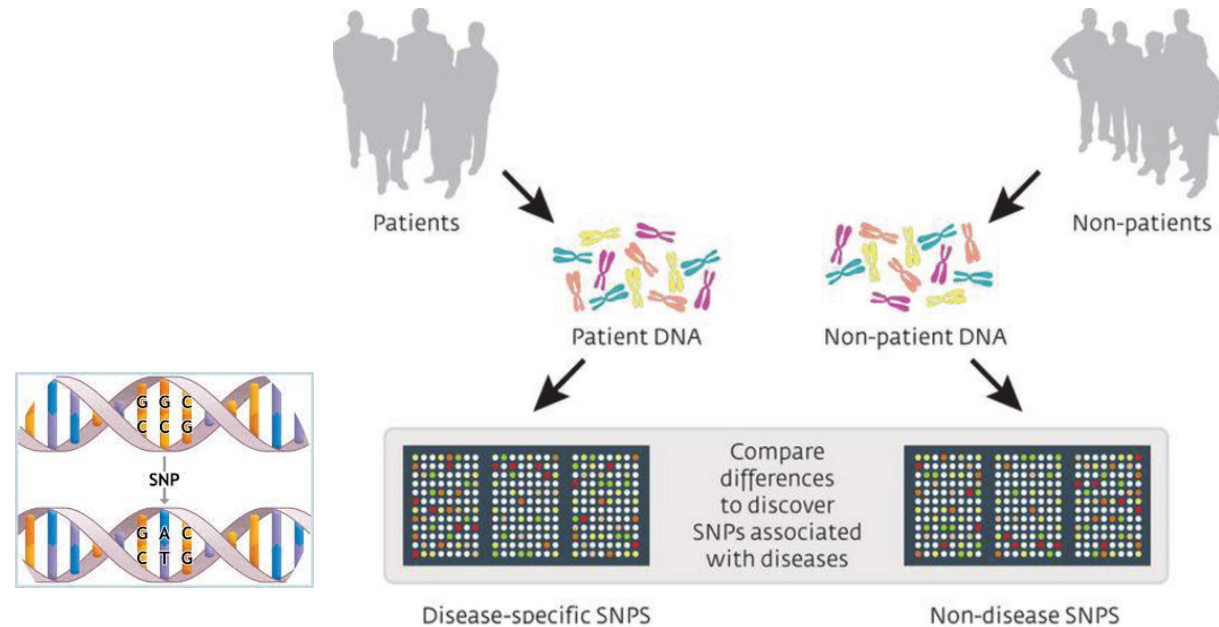 Patients
Non-patients
Patient DNA
Non-patient DNA
G G C
C C G
SNP
G A C
C T G
Compare
differences
to discover
SNPs associated
with diseases
Disease-specific SNPS
Non-disease SNPS